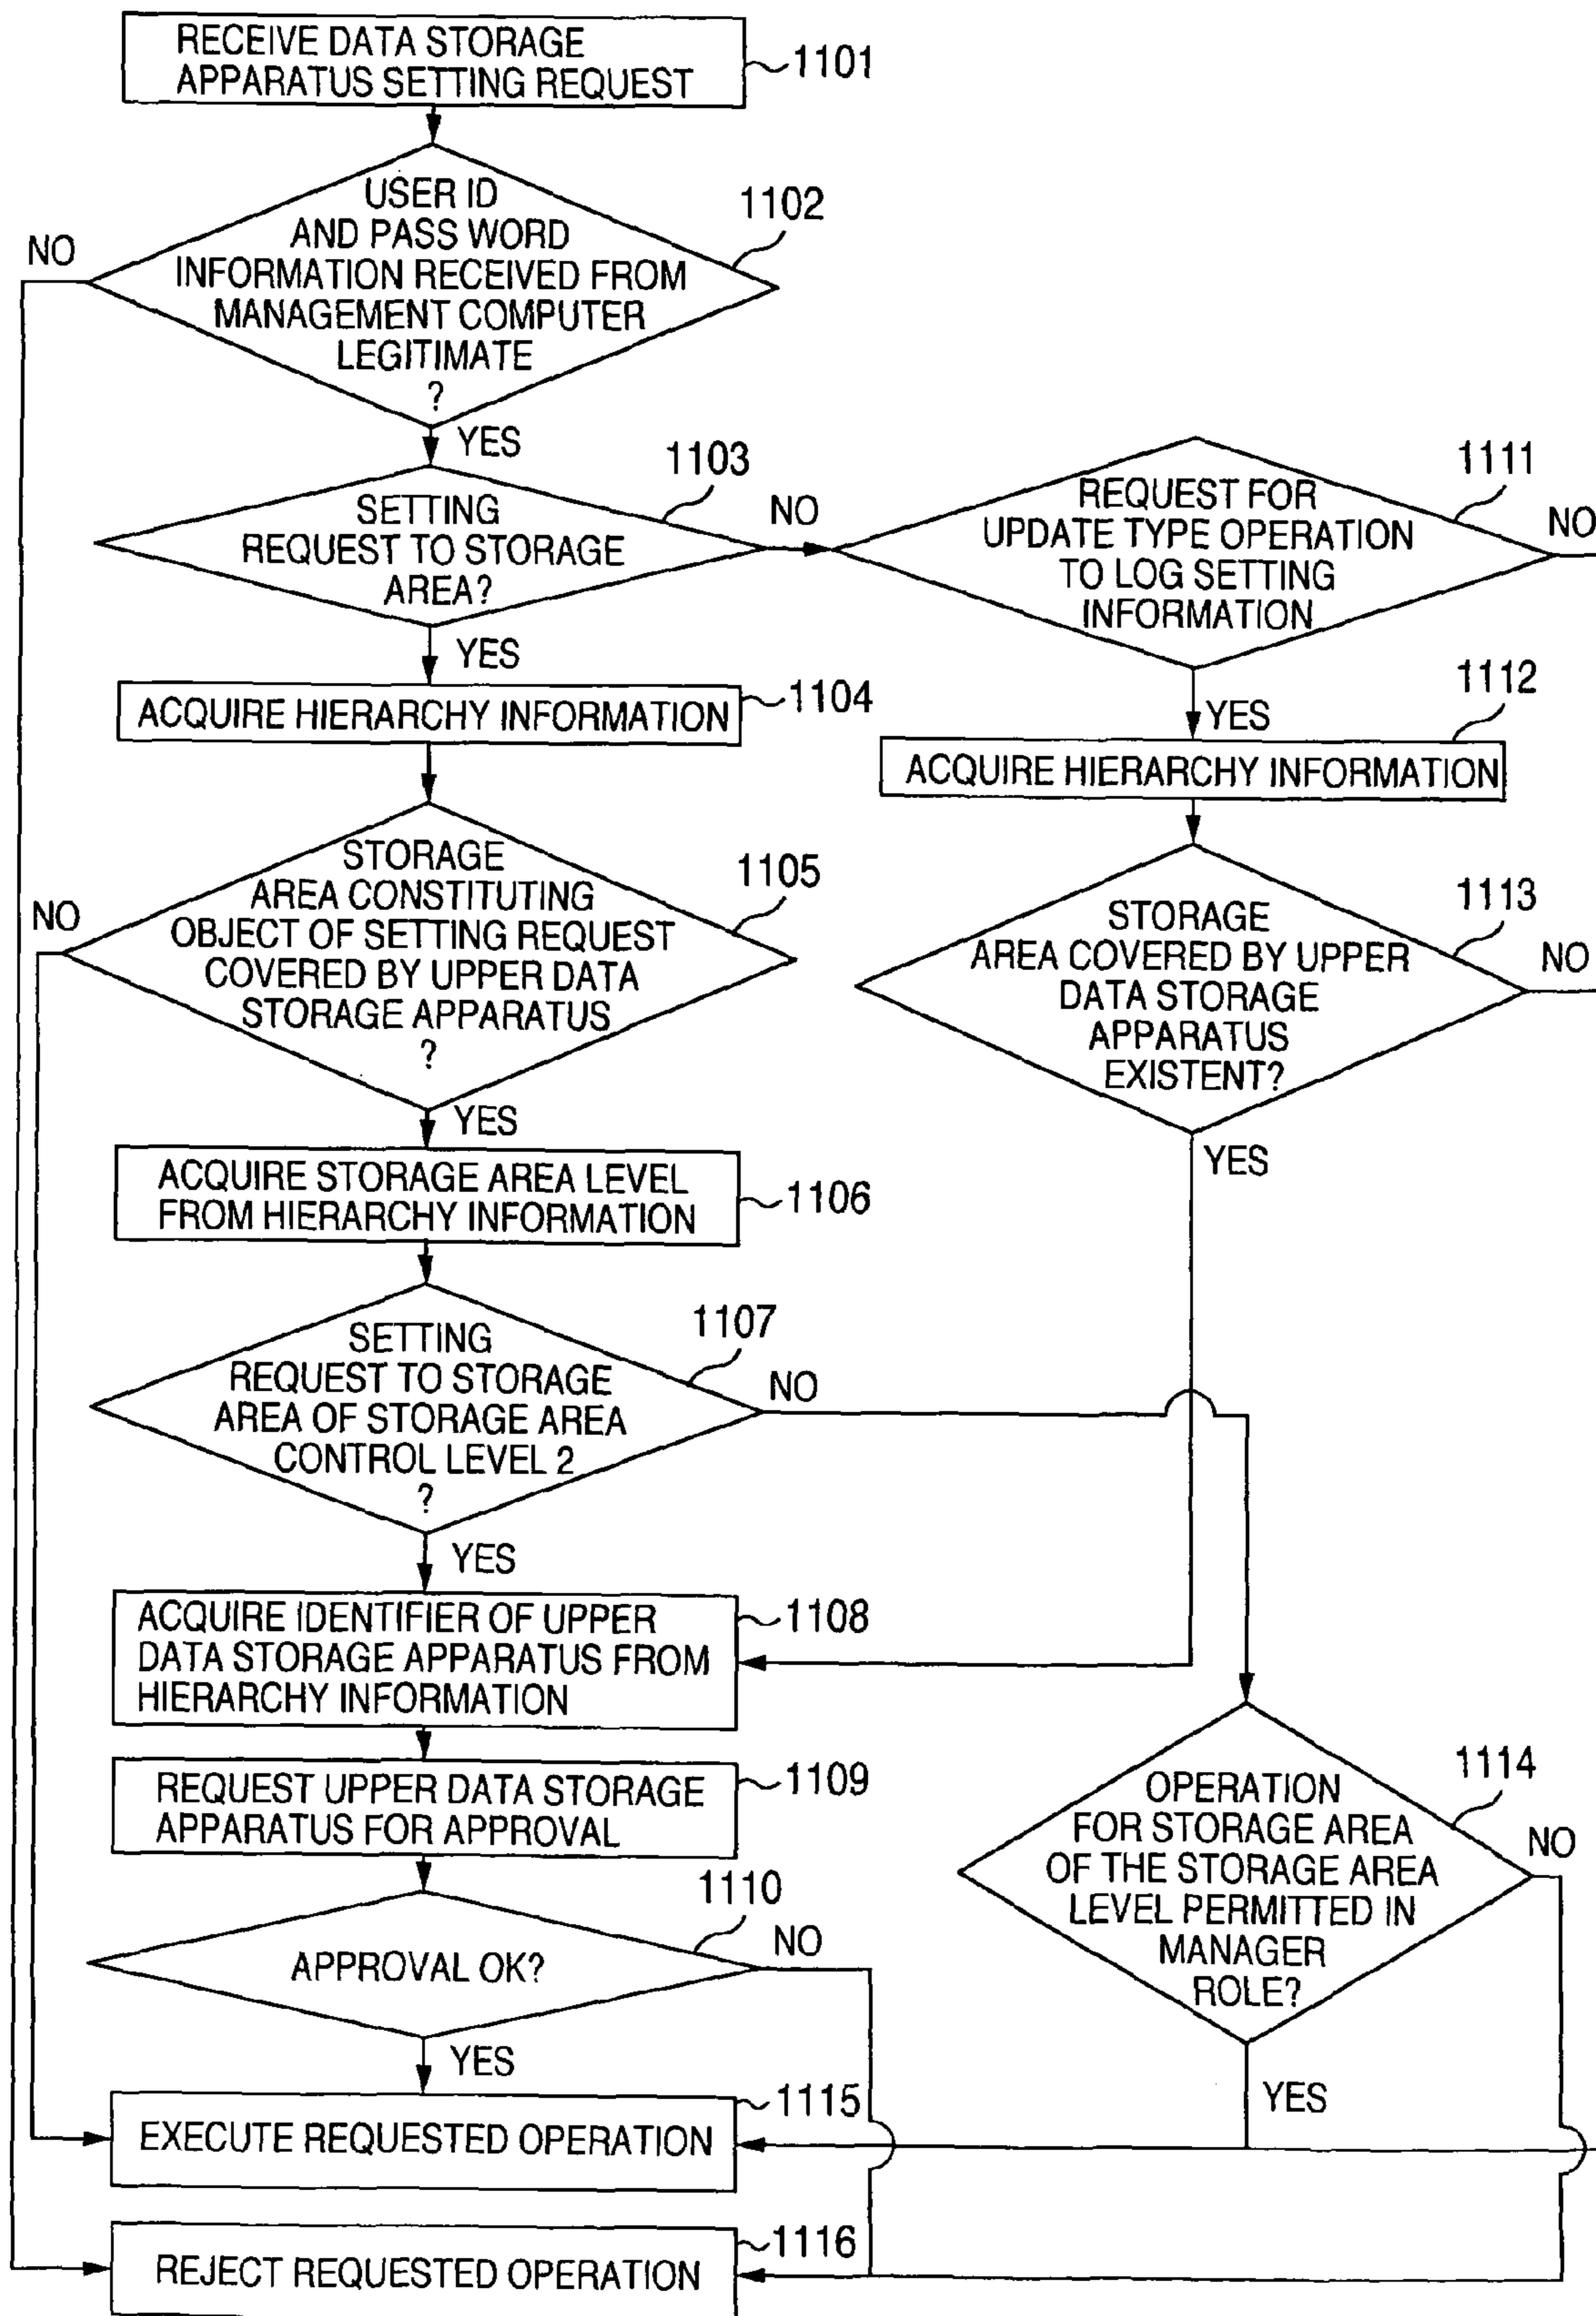 RECEIVE DATA STORAGE
APPARATUS SETTING REQUEST
1101
USER ID
AND PASS WORD
INFORMATION RECEIVED FROM
MANAGEMENT COMPUTER
LEGITIMATE
?
1102
NO
YES
SETTING
REQUEST TO STORAGE
AREA?
1103
NO
YES
REQUEST FOR
UPDATE TYPE OPERATION
TO LOG SETTING
INFORMATION
1111
NO
YES
ACQUIRE HIERARCHY INFORMATION
1104
ACQUIRE HIERARCHY INFORMATION
1112
STORAGE
AREA CONSTITUTING
OBJECT OF SETTING REQUEST
COVERED BY UPPER DATA
STORAGE APPARATUS
?
1105
NO
YES
STORAGE
AREA COVERED BY UPPER
DATA STORAGE
APPARATUS
EXISTENT?
1113
NO
YES
ACQUIRE STORAGE AREA LEVEL
FROM HIERARCHY INFORMATION
1106
SETTING
REQUEST TO STORAGE
AREA OF STORAGE AREA
CONTROL LEVEL 2
?
1107
NO
YES
ACQUIRE IDENTIFIER OF UPPER
DATA STORAGE APPARATUS FROM
HIERARCHY INFORMATION
1108
REQUEST UPPER DATA STORAGE
APPARATUS FOR APPROVAL
1109
OPERATION
FOR STORAGE AREA
OF THE STORAGE AREA
LEVEL PERMITTED IN
MANAGER
ROLE?
1114
NO
YES
APPROVAL OK?
1110
NO
YES
EXECUTE REQUESTED OPERATION
1115
REJECT REQUESTED OPERATION
1116